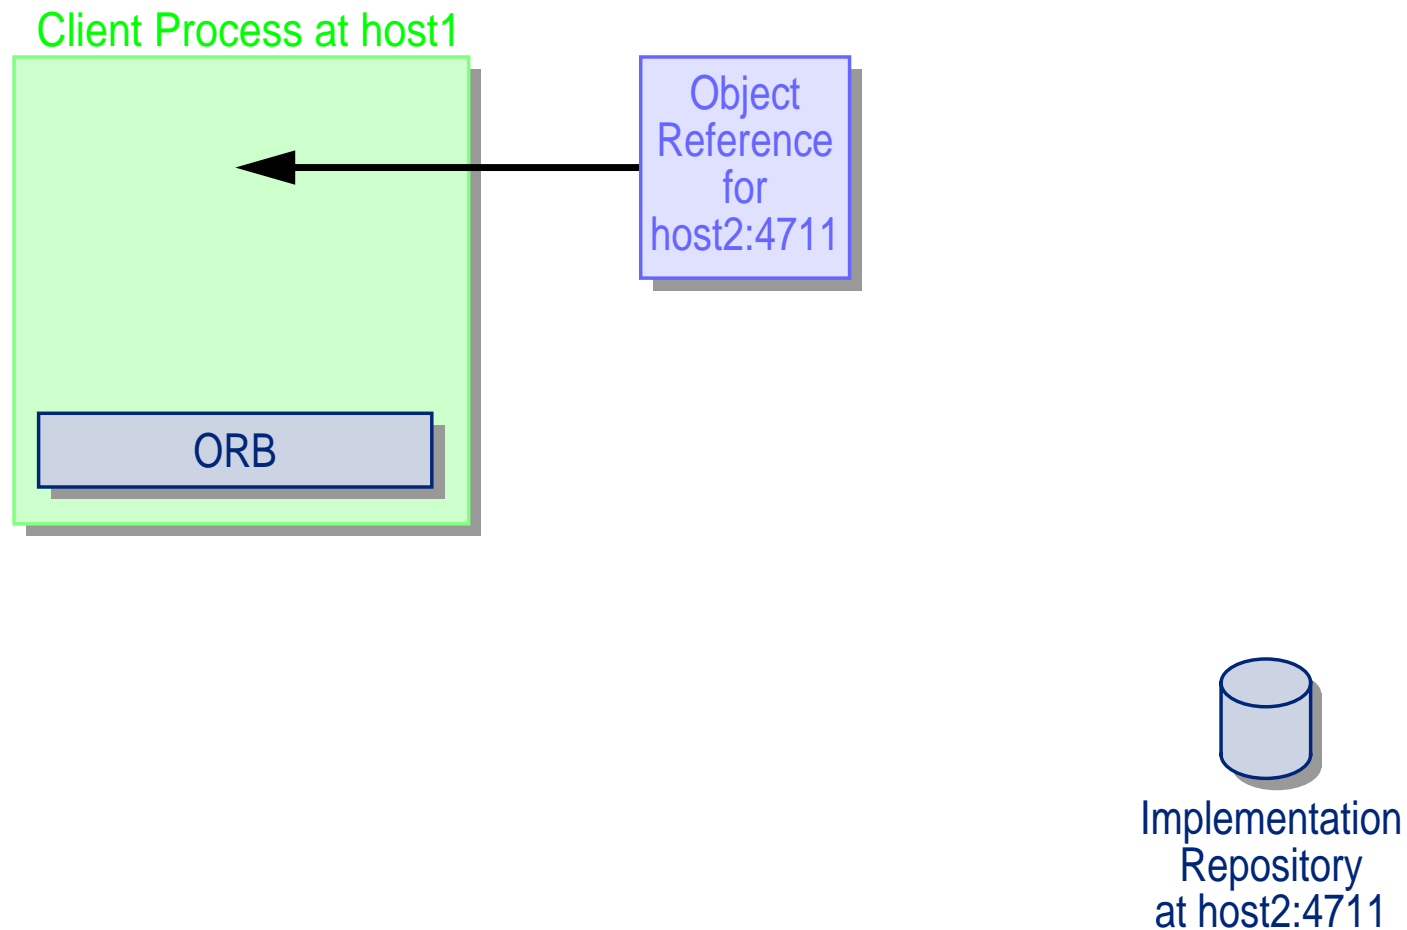 Client Process at host1
Object
Reference
for
host2:4711
ORB
Implementation
Repository
at host2:4711